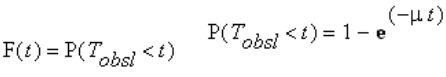 F(t) = P(T_obsl < t)
P(T_obsl < t) = 1 − e^(−μ t)